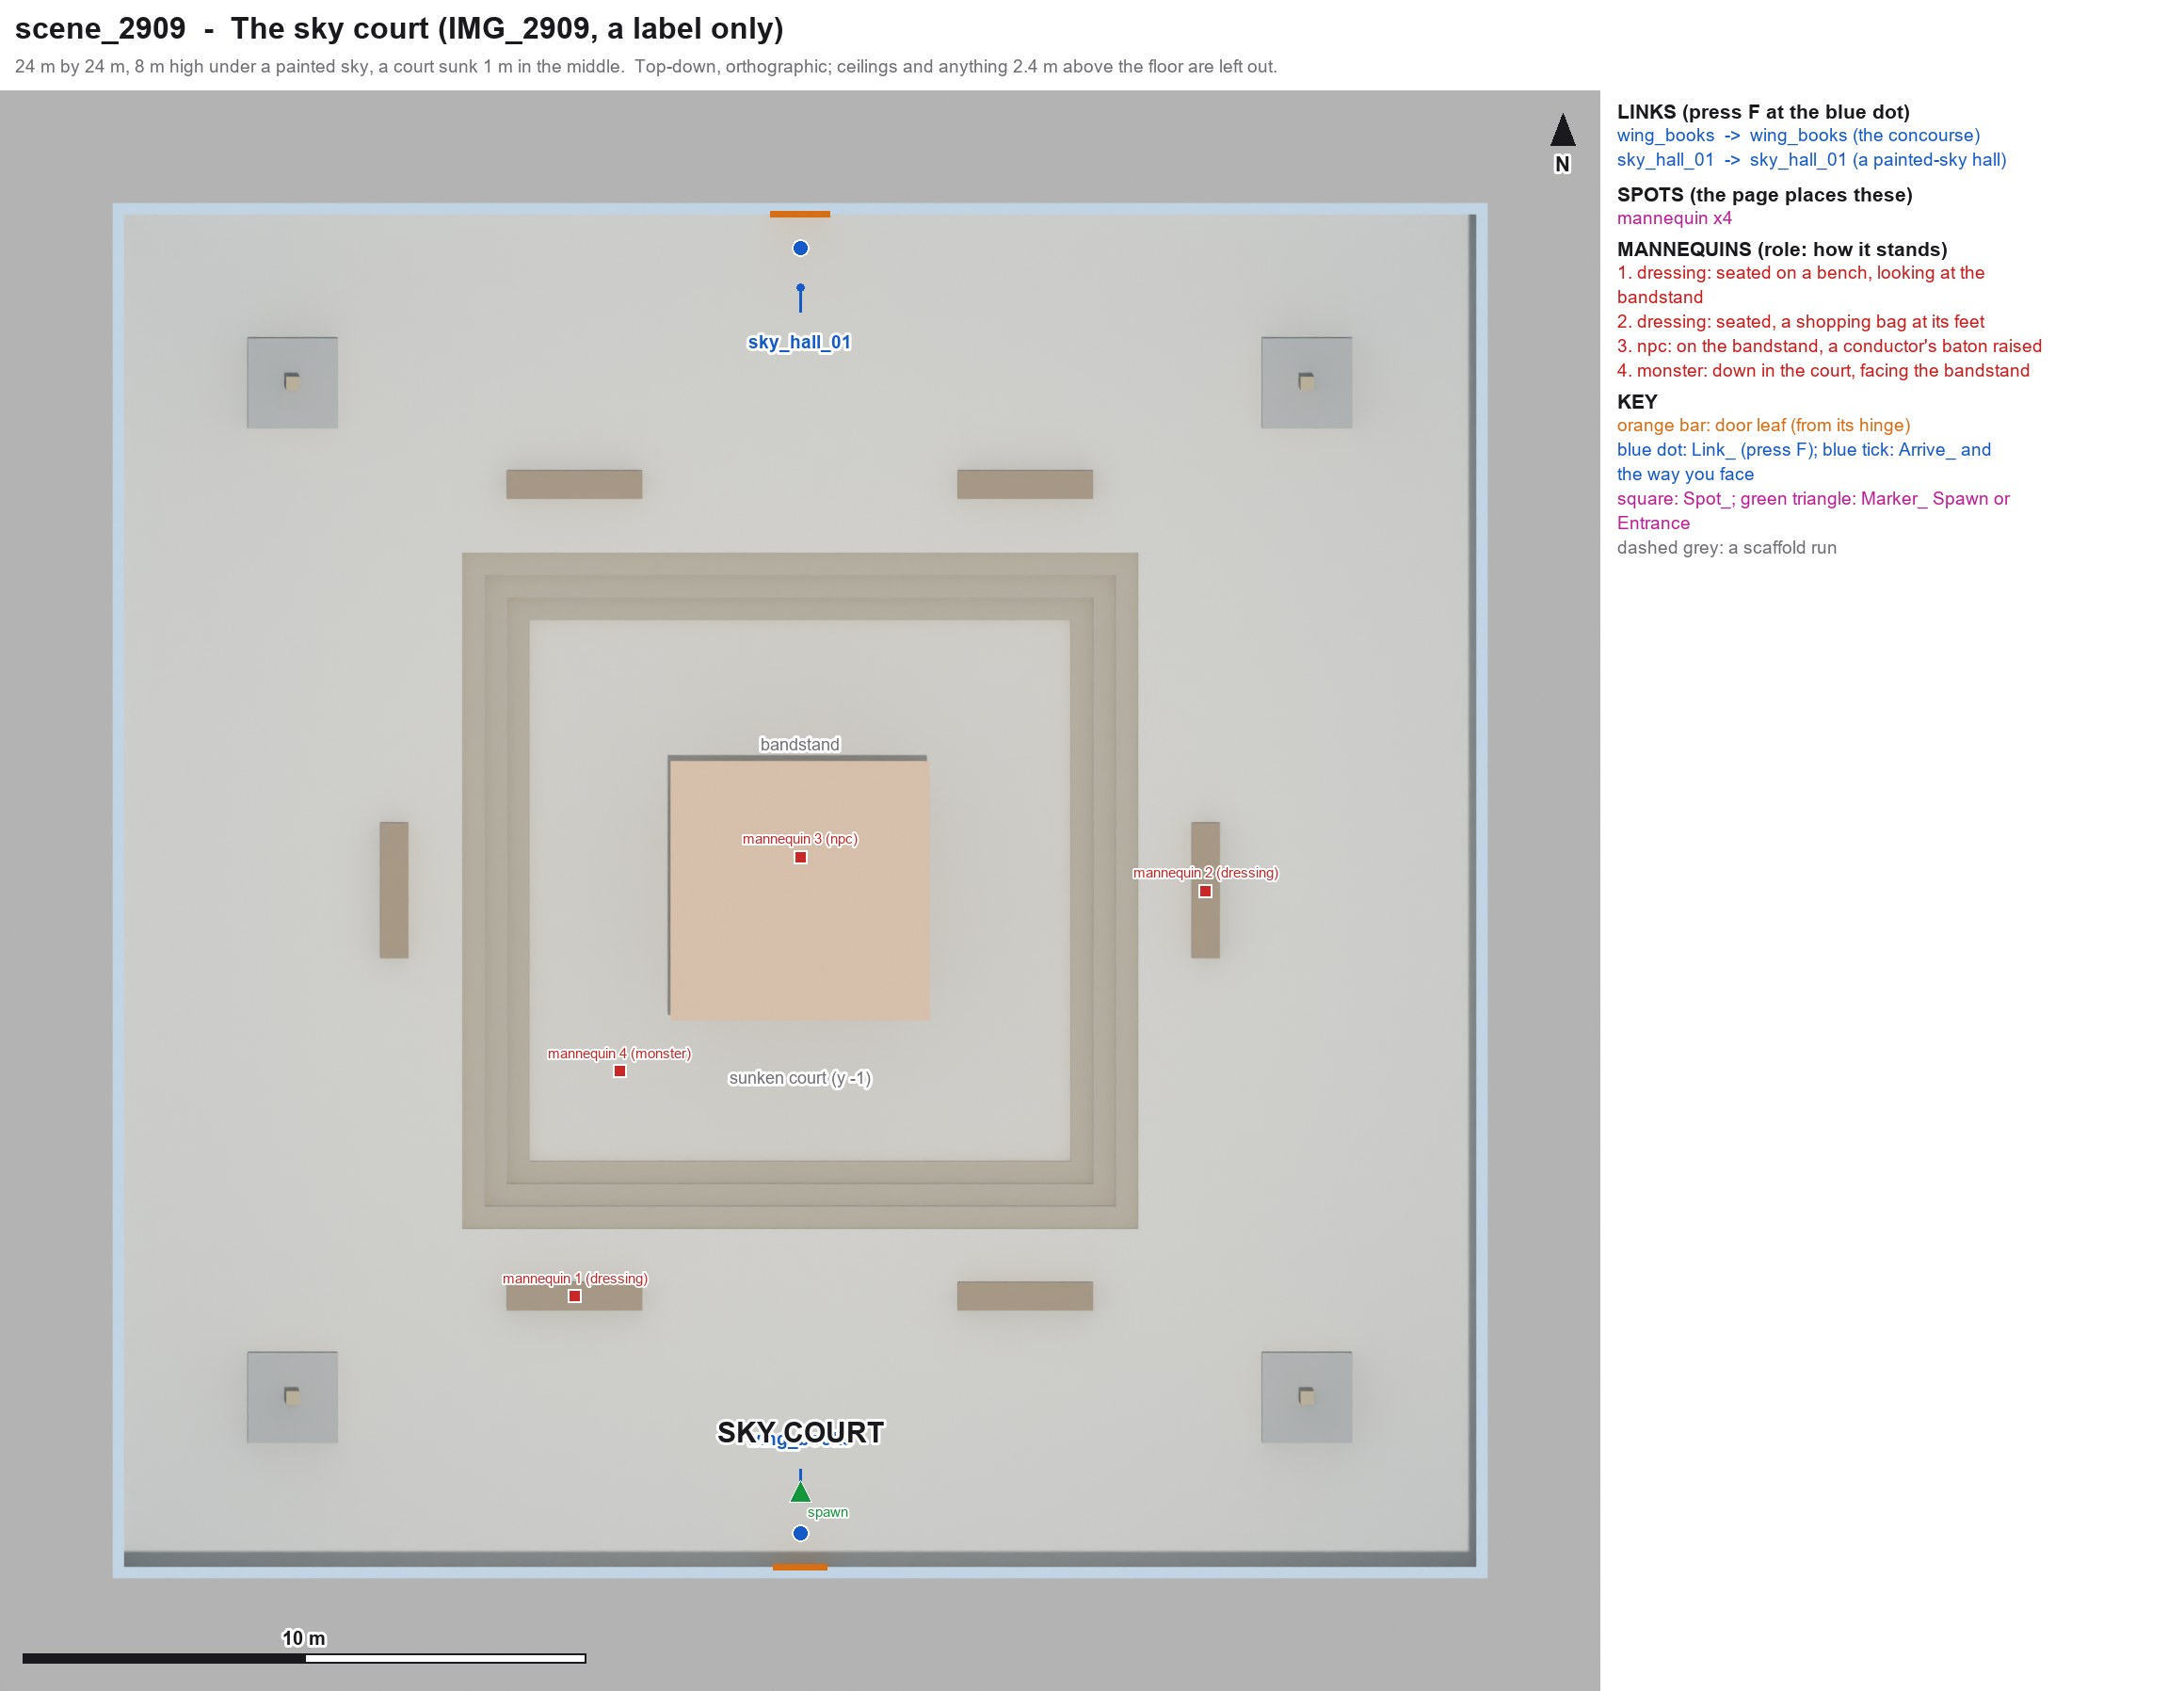 scene_2909 - The sky court (IMG_2909, a label only)
24 m by 24 m, 8 m high under a painted sky, a court sunk 1 m in the middle. Top-down, orthographic; ceilings and anything 2.4 m above the floor are left out.
N
sky_hall_01
bandstand
mannequin 3 (npc)
mannequin 2 (dressing)
mannequin 4 (monster)
sunken court (y -1)
mannequin 1 (dressing)
SKY COURT
spawn
10 m
LINKS (press F at the blue dot)
wing_books -> wing_books (the concourse)
sky_hall_01 -> sky_hall_01 (a painted-sky hall)
SPOTS (the page places these)
mannequin x4
MANNEQUINS (role: how it stands)
1. dressing: seated on a bench, looking at the
bandstand
2. dressing: seated, a shopping bag at its feet
3. npc: on the bandstand, a conductor's baton raised
4. monster: down in the court, facing the bandstand
KEY
orange bar: door leaf (from its hinge)
blue dot: Link_ (press F); blue tick: Arrive_ and
the way you face
square: Spot_; green triangle: Marker_ Spawn or
Entrance
dashed grey: a scaffold run